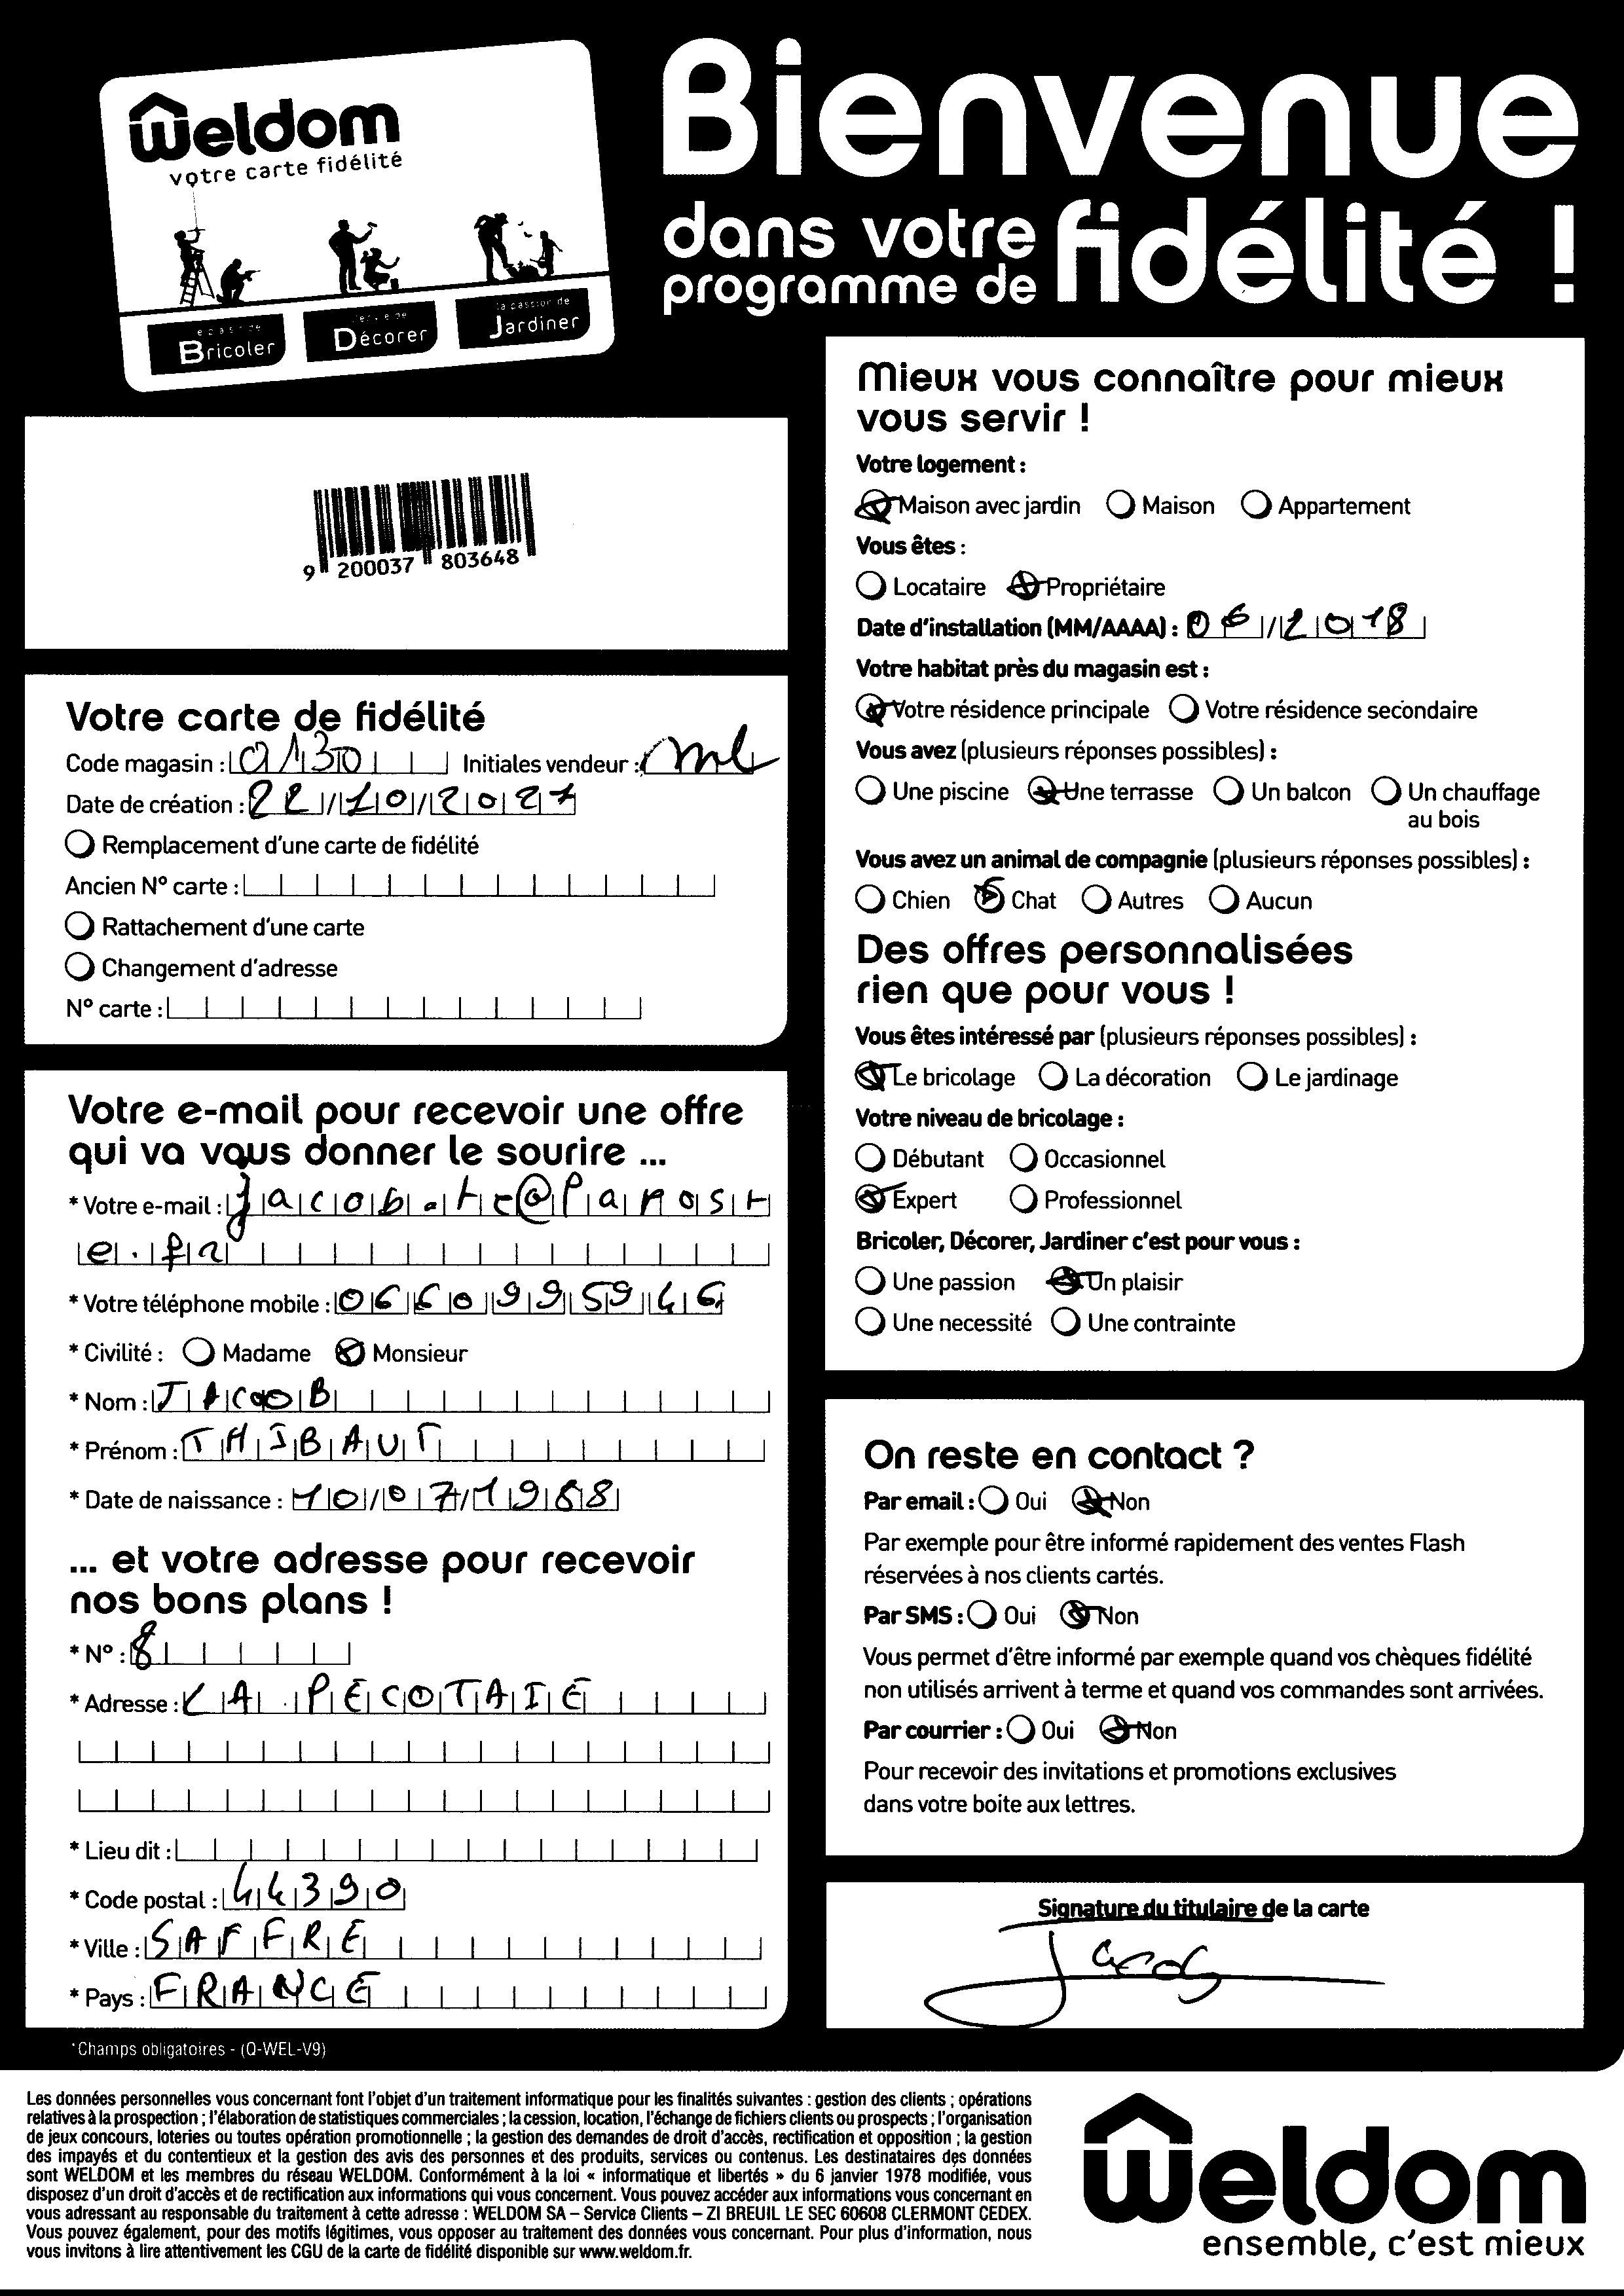 Weldom
votre carte fidélité
Bricoler
Décorer
la passion de
Jardiner
Bienvenue
dans votre
programme de fidélité !
9 200037 803648
Votre carte de fidélité
Code magasin : 0130 Initiales vendeur : ml
Date de création : 22/10/2021
Remplacement d'une carte de fidélité
Ancien N° carte :
Rattachement d'une carte
Changement d'adresse
N° carte :
Votre e-mail pour recevoir une offre
qui va vous donner le sourire ...
* Votre e-mail :
* Votre téléphone mobile : 0660995946
* Civilité : Madame Monsieur
* Nom : JACOB
* Prénom : THIBAUT
* Date de naissance : 10/07/1988
... et votre adresse pour recevoir
nos bons plans !
* N° : 8
* Adresse : LA PECOTAIE
* Lieu dit :
* Code postal : 44390
* Ville : SAFFRE
* Pays : FRANCE
*Champs obligatoires - (Q-WEL-V9)
Mieux vous connaître pour mieux
vous servir !
Votre logement :
Maison avec jardin Maison Appartement
Vous êtes :
Locataire Propriétaire
Date d'installation (MM/AAAA) : 06/2018
Votre habitat près du magasin est :
Votre résidence principale Votre résidence secondaire
Vous avez (plusieurs réponses possibles) :
Une piscine Une terrasse Un balcon Un chauffage
au bois
Vous avez un animal de compagnie (plusieurs réponses possibles) :
Chien Chat Autres Aucun
Des offres personnalisées
rien que pour vous !
Vous êtes intéressé par (plusieurs réponses possibles) :
Le bricolage La décoration Le jardinage
Votre niveau de bricolage :
Débutant Occasionnel
Expert Professionnel
Bricoler, Décorer, Jardiner c'est pour vous :
Une passion Un plaisir
Une necessité Une contrainte
On reste en contact ?
Par email : Oui Non
Par exemple pour être informé rapidement des ventes Flash
réservées à nos clients cartés.
Par SMS : Oui Non
Vous permet d'être informé par exemple quand vos chèques fidélité
non utilisés arrivent à terme et quand vos commandes sont arrivées.
Par courrier : Oui Non
Pour recevoir des invitations et promotions exclusives
dans votre boite aux lettres.
Signature du titulaire de la carte
Jacob
Les données personnelles vous concernant font l'objet d'un traitement informatique pour les finalités suivantes : gestion des clients ; opérations
relatives à la prospection ; l'élaboration de statistiques commerciales ; la cession, location, l'échange de fichiers clients ou prospects ; l'organisation
de jeux concours, loteries ou toutes opération promotionnelle ; la gestion des demandes de droit d'accès, rectification et opposition ; la gestion
des impayés et du contentieux et la gestion des avis des personnes et des produits, services ou contenus. Les destinataires des données
sont WELDOM et les membres du réseau WELDOM. Conformément à la loi « informatique et libertés » du 6 janvier 1978 modifiée, vous
disposez d'un droit d'accès et de rectification aux informations qui vous concernent. Vous pouvez accéder aux informations vous concernant en
vous adressant au responsable du traitement à cette adresse : WELDOM SA – Service Clients – ZI BREUIL LE SEC 60608 CLERMONT CEDEX.
Vous pouvez également, pour des motifs légitimes, vous opposer au traitement des données vous concernant. Pour plus d'information, nous
vous invitons à lire attentivement les CGU de la carte de fidélité disponible sur www.weldom.fr.
Weldom
ensemble, c'est mieux